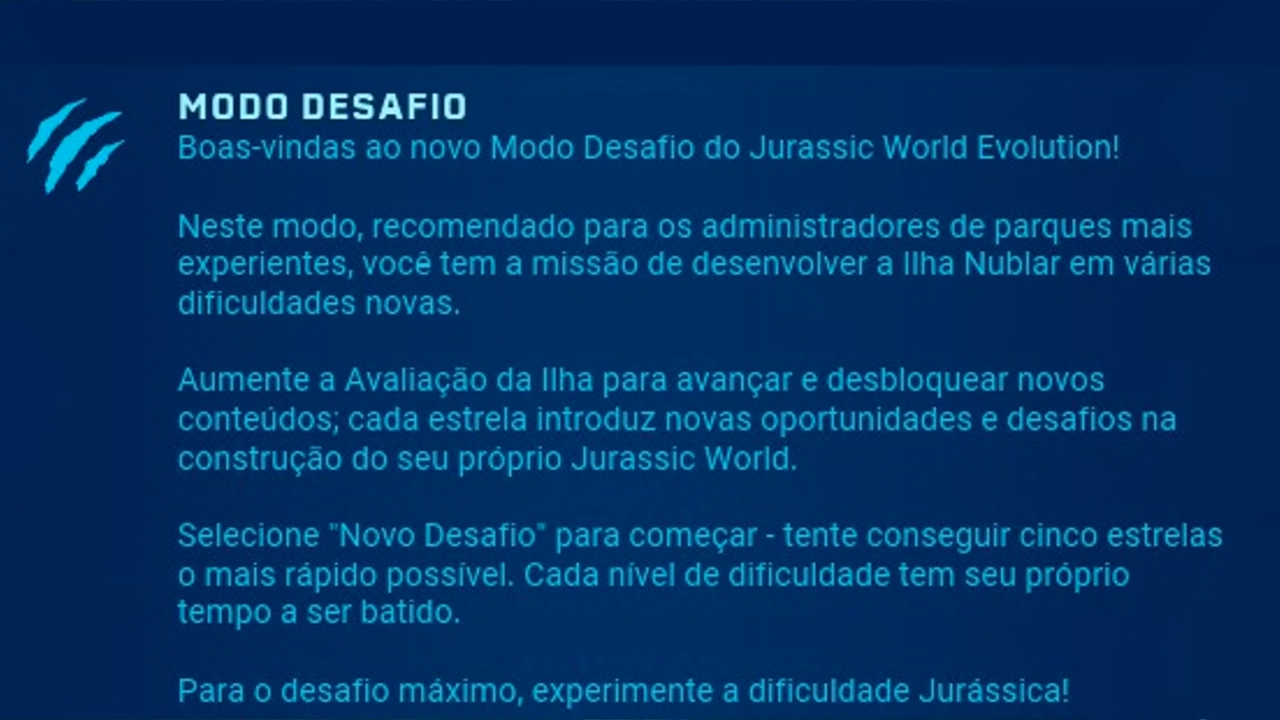 MODO DESAFIO
Boas-vindas ao novo Modo Desafio do Jurassic World Evolution!
Neste modo, recomendado para os administradores de parques mais
experientes, você tem a missão de desenvolver a Ilha Nublar em várias
dificuldades novas.
Aumente a Avaliação da Ilha para avançar e desbloquear novos
conteúdos; cada estrela introduz novas oportunidades e desafios na
construção do seu próprio Jurassic World.
Selecione "Novo Desafio" para começar - tente conseguir cinco estrelas
o mais rápido possível. Cada nível de dificuldade tem seu próprio
tempo a ser batido.
Para o desafio máximo, experimente a dificuldade Jurássica!